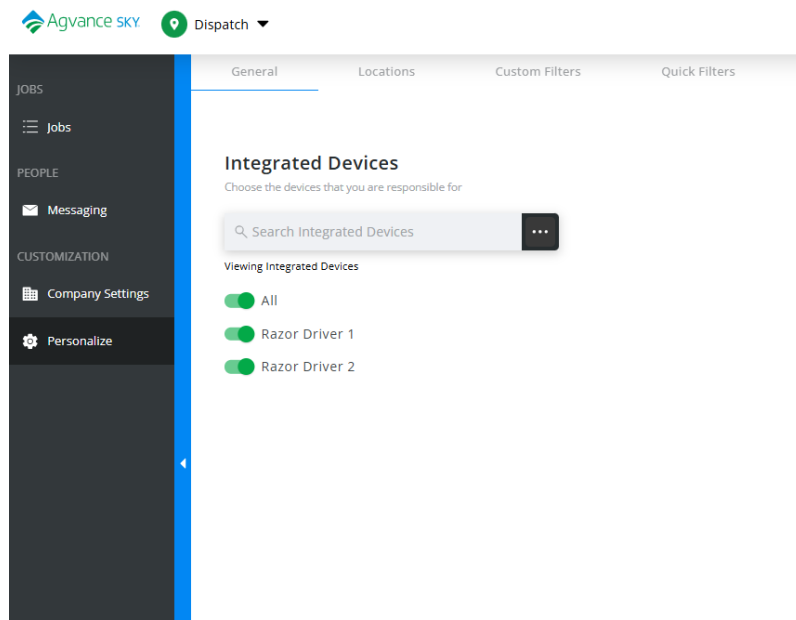 Agvance SKY Dispatch
General Locations Custom Filters Quick Filters
JOBS
Jobs
PEOPLE
Messaging
CUSTOMIZATION
Company Settings
Personalize
Integrated Devices
Choose the devices that you are responsible for
Search Integrated Devices
Viewing Integrated Devices
All
Razor Driver 1
Razor Driver 2